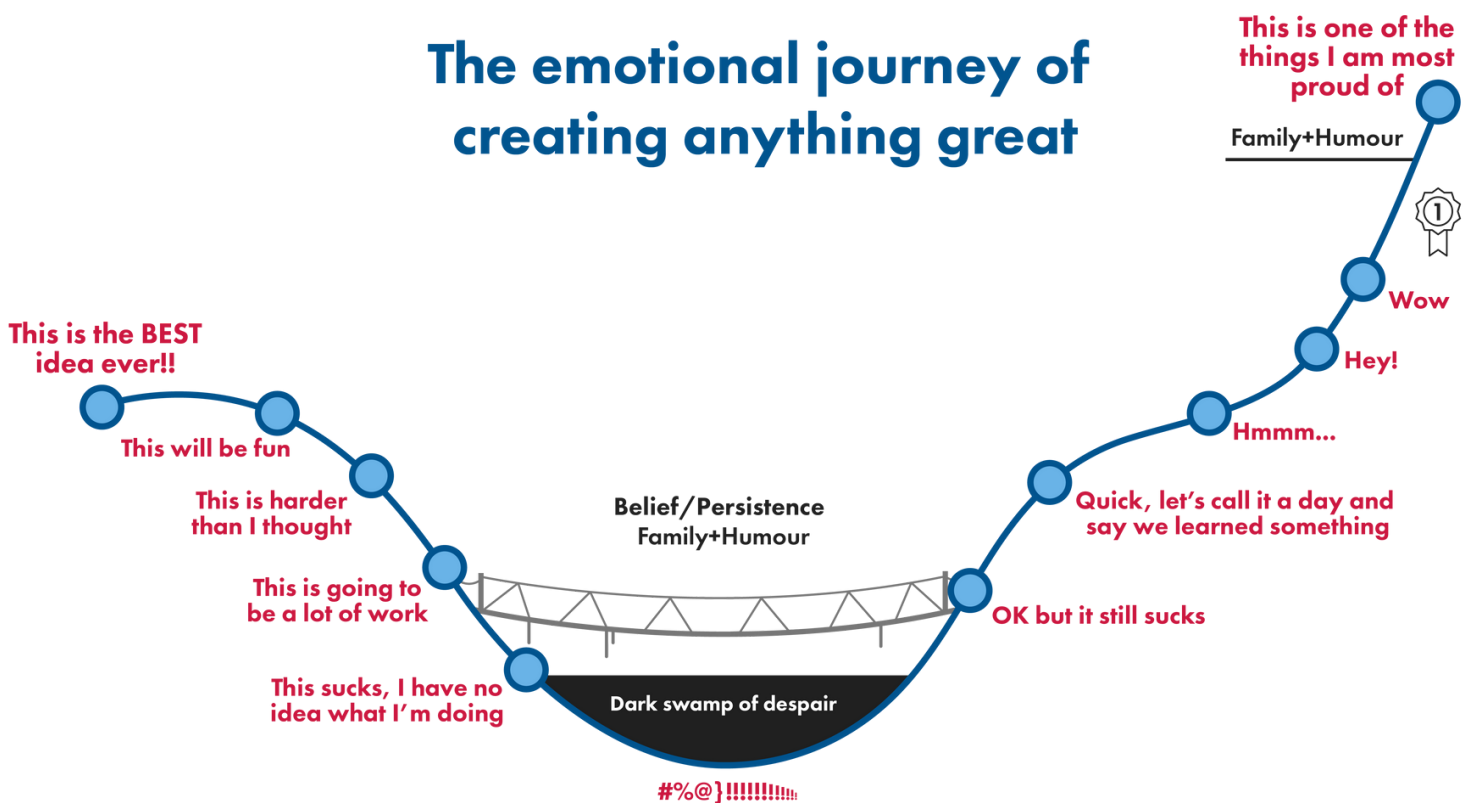 The emotional journey of
creating anything great
This is the BEST
idea ever!!
This will be fun
This is harder
than I thought
This is going to
be a lot of work
This sucks, I have no
idea what I'm doing
Belief/Persistence
Family+Humour
Dark swamp of despair
#%@}!!!!!!!!!!!!!!
OK but it still sucks
Quick, let's call it a day and
say we learned something
Hmmm...
Hey!
Wow
1
Family+Humour
This is one of the
things I am most
proud of